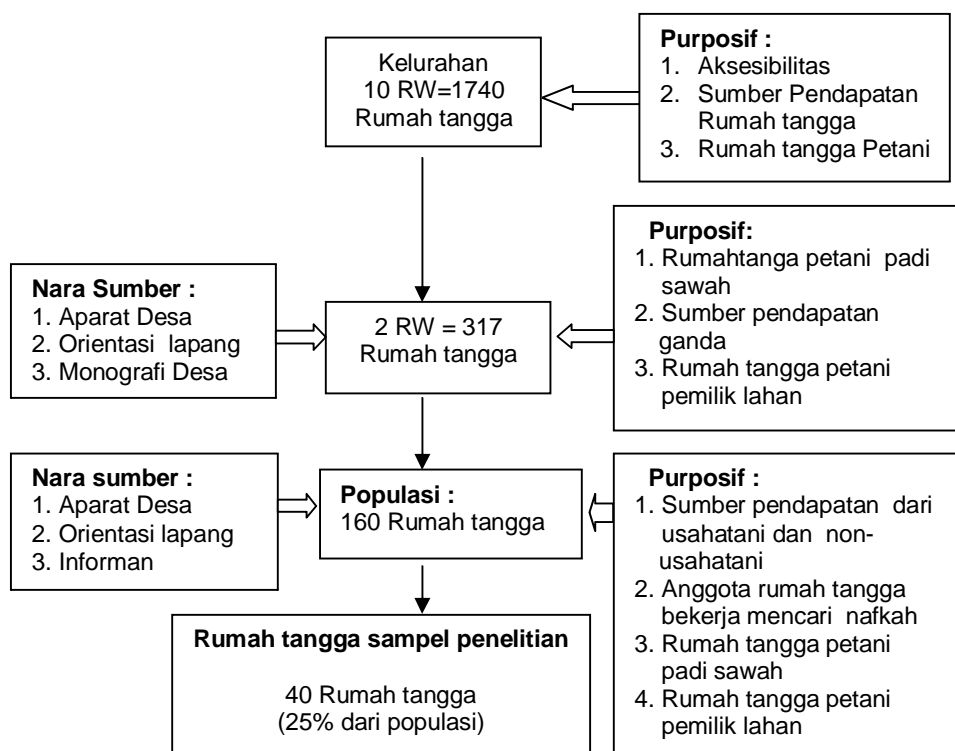 Kelurahan
10 RW=1740
Rumah tangga
Purposif :
1. Aksesibilitas
2. Sumber Pendapatan
Rumah tangga
3. Rumah tangga Petani
Nara Sumber :
1. Aparat Desa
2. Orientasi lapang
3. Monografi Desa
2 RW = 317
Rumah tangga
Purposif:
1. Rumahtanga petani padi
sawah
2. Sumber pendapatan
ganda
3. Rumah tangga petani
pemilik lahan
Nara sumber :
1. Aparat Desa
2. Orientasi lapang
3. Informan
Populasi :
160 Rumah tangga
Purposif :
1. Sumber pendapatan dari
usahatani dan non-
usahatani
2. Anggota rumah tangga
bekerja mencari nafkah
3. Rumah tangga petani
padi sawah
4. Rumah tangga petani
pemilik lahan
Rumah tangga sampel penelitian
40 Rumah tangga
(25% dari populasi)